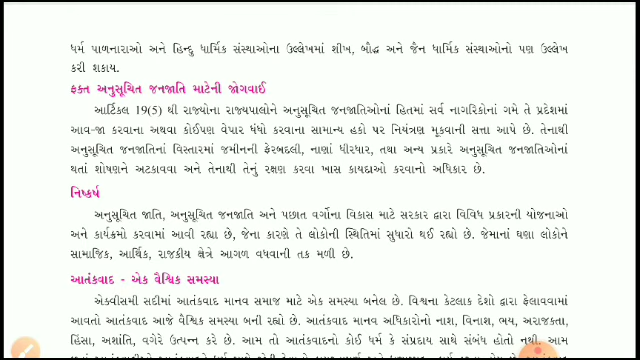 ધર્મ પાળનારાઓ અને હિન્દુ ધાર્મિક સંસ્થાઓના ઉલ્લેખમાં શીખ, બૌદ્ધ અને જૈન ધાર્મિક સંસ્થાઓનો પણ ઉલ્લેખ
કરી શકાય.
ફક્ત અનુસૂચિત જનજાતિ માટેની જોગવાઈ
આર્ટિકલ 19(5) થી રાજ્યોના રાજ્યપાલોને અનુસૂચિત જનજાતિઓનાં હિતમાં સર્વ નાગરિકોનાં ગમે તે પ્રદેશમાં
આવ-જા કરવાના અથવા કોઈપણ વેપાર ધંધો કરવાના સામાન્ય હકો પર નિયંત્રણ મૂકવાની સત્તા આપે છે. તેનાથી
અનુસૂચિત જનજાતિનાં વિસ્તારમાં જમીનની ફેરબદલી, નાણાં ધીરધાર, તથા અન્ય પ્રકારે અનુસૂચિત જનજાતિઓનાં
થતાં શોષણને અટકાવવા અને તેનાથી તેનું રક્ષણ કરવા ખાસ કાયદાઓ કરવાનો અધિકાર છે.
નિષ્કર્ષ
અનુસૂચિત જાતિ, અનુસૂચિત જનજાતિ અને પછાત વર્ગોના વિકાસ માટે સરકાર દ્વારા વિવિધ પ્રકારની યોજનાઓ
અને કાર્યક્રમો કરવામાં આવી રહ્યા છે, જેના કારણે તે લોકોની સ્થિતિમાં સુધારો થઈ રહ્યો છે. જેમાંનાં ઘણા લોકોને
સામાજિક, આર્થિક, રાજકીય ક્ષેત્રે આગળ વધવાની તક મળી છે.
આતંકવાદ - એક વૈશ્વિક સમસ્યા
એકવીસમી સદીમાં આતંકવાદ માનવ સમાજ માટે એક સમસ્યા બનેલ છે. વિશ્વના કેટલાક દેશો દ્વારા ફેલાવવામાં
આવતો આતંકવાદ આજે વૈશ્વિક સમસ્યા બની રહ્યો છે. આતંકવાદ માનવ અધિકારોનો નાશ, વિનાશ, ભય, અરાજકતા,
હિંસા, અશાંતિ, વગેરે ઉત્પન્ન કરે છે. આમ તો આતંકવાદનો કોઈ ધર્મ કે સંપ્રદાય સાથે સંબંધ હોતો નથી. આમ